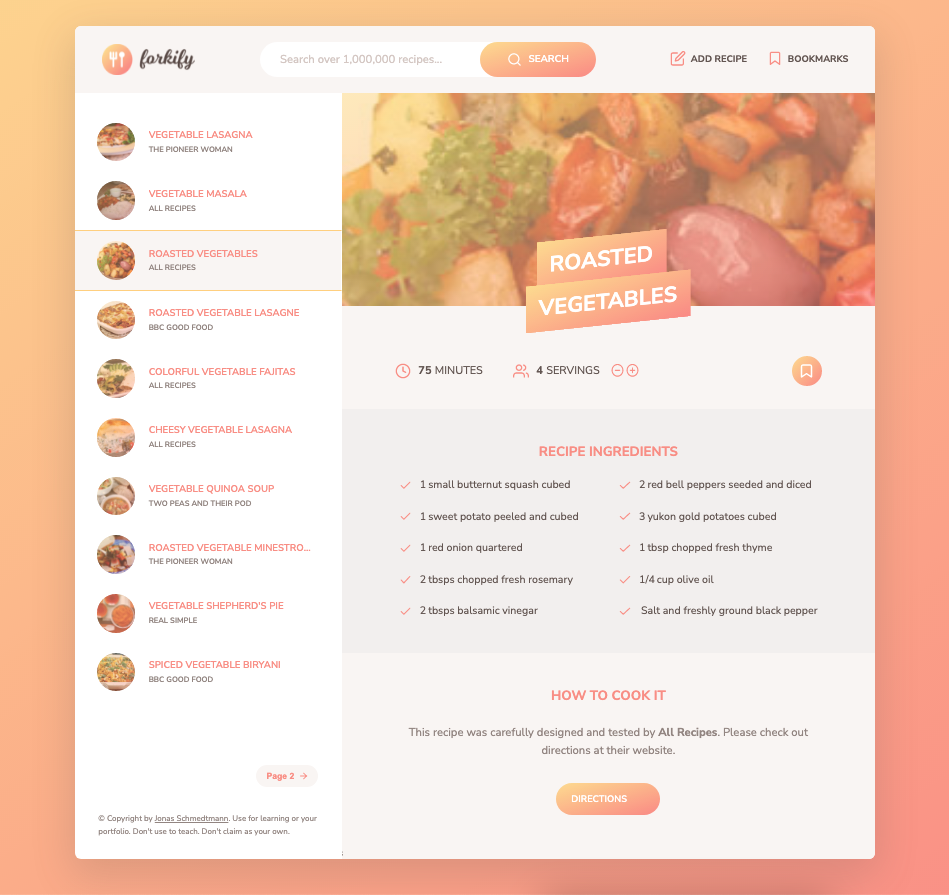 forkify
Search over 1,000,000 recipes...
SEARCH
ADD RECIPE
BOOKMARKS
VEGETABLE LASAGNA
THE PIONEER WOMAN
VEGETABLE MASALA
ALL RECIPES
ROASTED VEGETABLES
ALL RECIPES
ROASTED VEGETABLE LASAGNE
BBC GOOD FOOD
COLORFUL VEGETABLE FAJITAS
ALL RECIPES
CHEESY VEGETABLE LASAGNA
ALL RECIPES
VEGETABLE QUINOA SOUP
TWO PEAS AND THEIR POD
ROASTED VEGETABLE MINESTRO...
THE PIONEER WOMAN
VEGETABLE SHEPHERD'S PIE
REAL SIMPLE
SPICED VEGETABLE BIRYANI
BBC GOOD FOOD
Page 2
© Copyright by Jonas Schmedtmann. Use for learning or your
portfolio. Don't use to teach. Don't claim as your own.
ROASTED
VEGETABLES
75 MINUTES
4 SERVINGS
RECIPE INGREDIENTS
1 small butternut squash cubed
2 red bell peppers seeded and diced
1 sweet potato peeled and cubed
3 yukon gold potatoes cubed
1 red onion quartered
1 tbsp chopped fresh thyme
2 tbsps chopped fresh rosemary
1/4 cup olive oil
2 tbsps balsamic vinegar
Salt and freshly ground black pepper
HOW TO COOK IT
This recipe was carefully designed and tested by All Recipes. Please check out
directions at their website.
DIRECTIONS